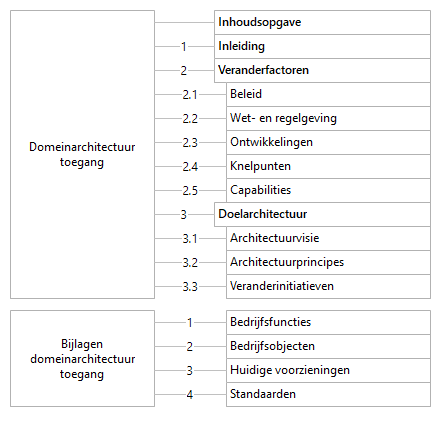 Domeinarchitectuur
toegang
Inhoudsopgave
1 Inleiding
2 Veranderfactoren
2.1 Beleid
2.2 Wet- en regelgeving
2.3 Ontwikkelingen
2.4 Knelpunten
2.5 Capabilities
3 Doelarchitectuur
3.1 Architectuurvisie
3.2 Architectuurprincipes
3.3 Veranderinitiatieven
Bijlagen
domeinarchitectuur
toegang
1 Bedrijfsfuncties
2 Bedrijfsobjecten
3 Huidige voorzieningen
4 Standaarden